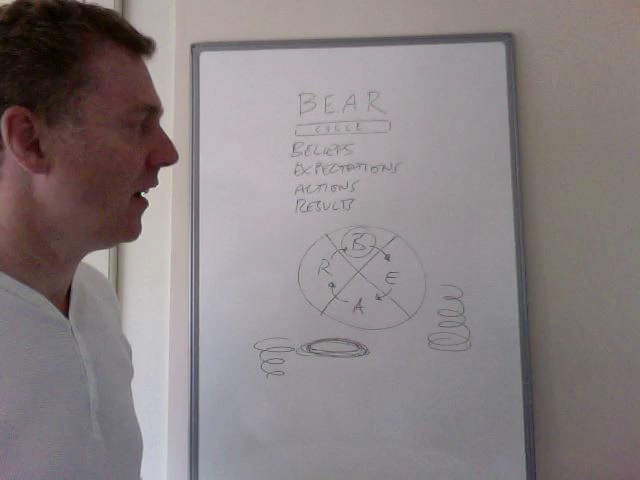 BEAR
CYCLE
BELIEFS
EXPECTATIONS
ACTIONS
RESULTS
B
R
E
A